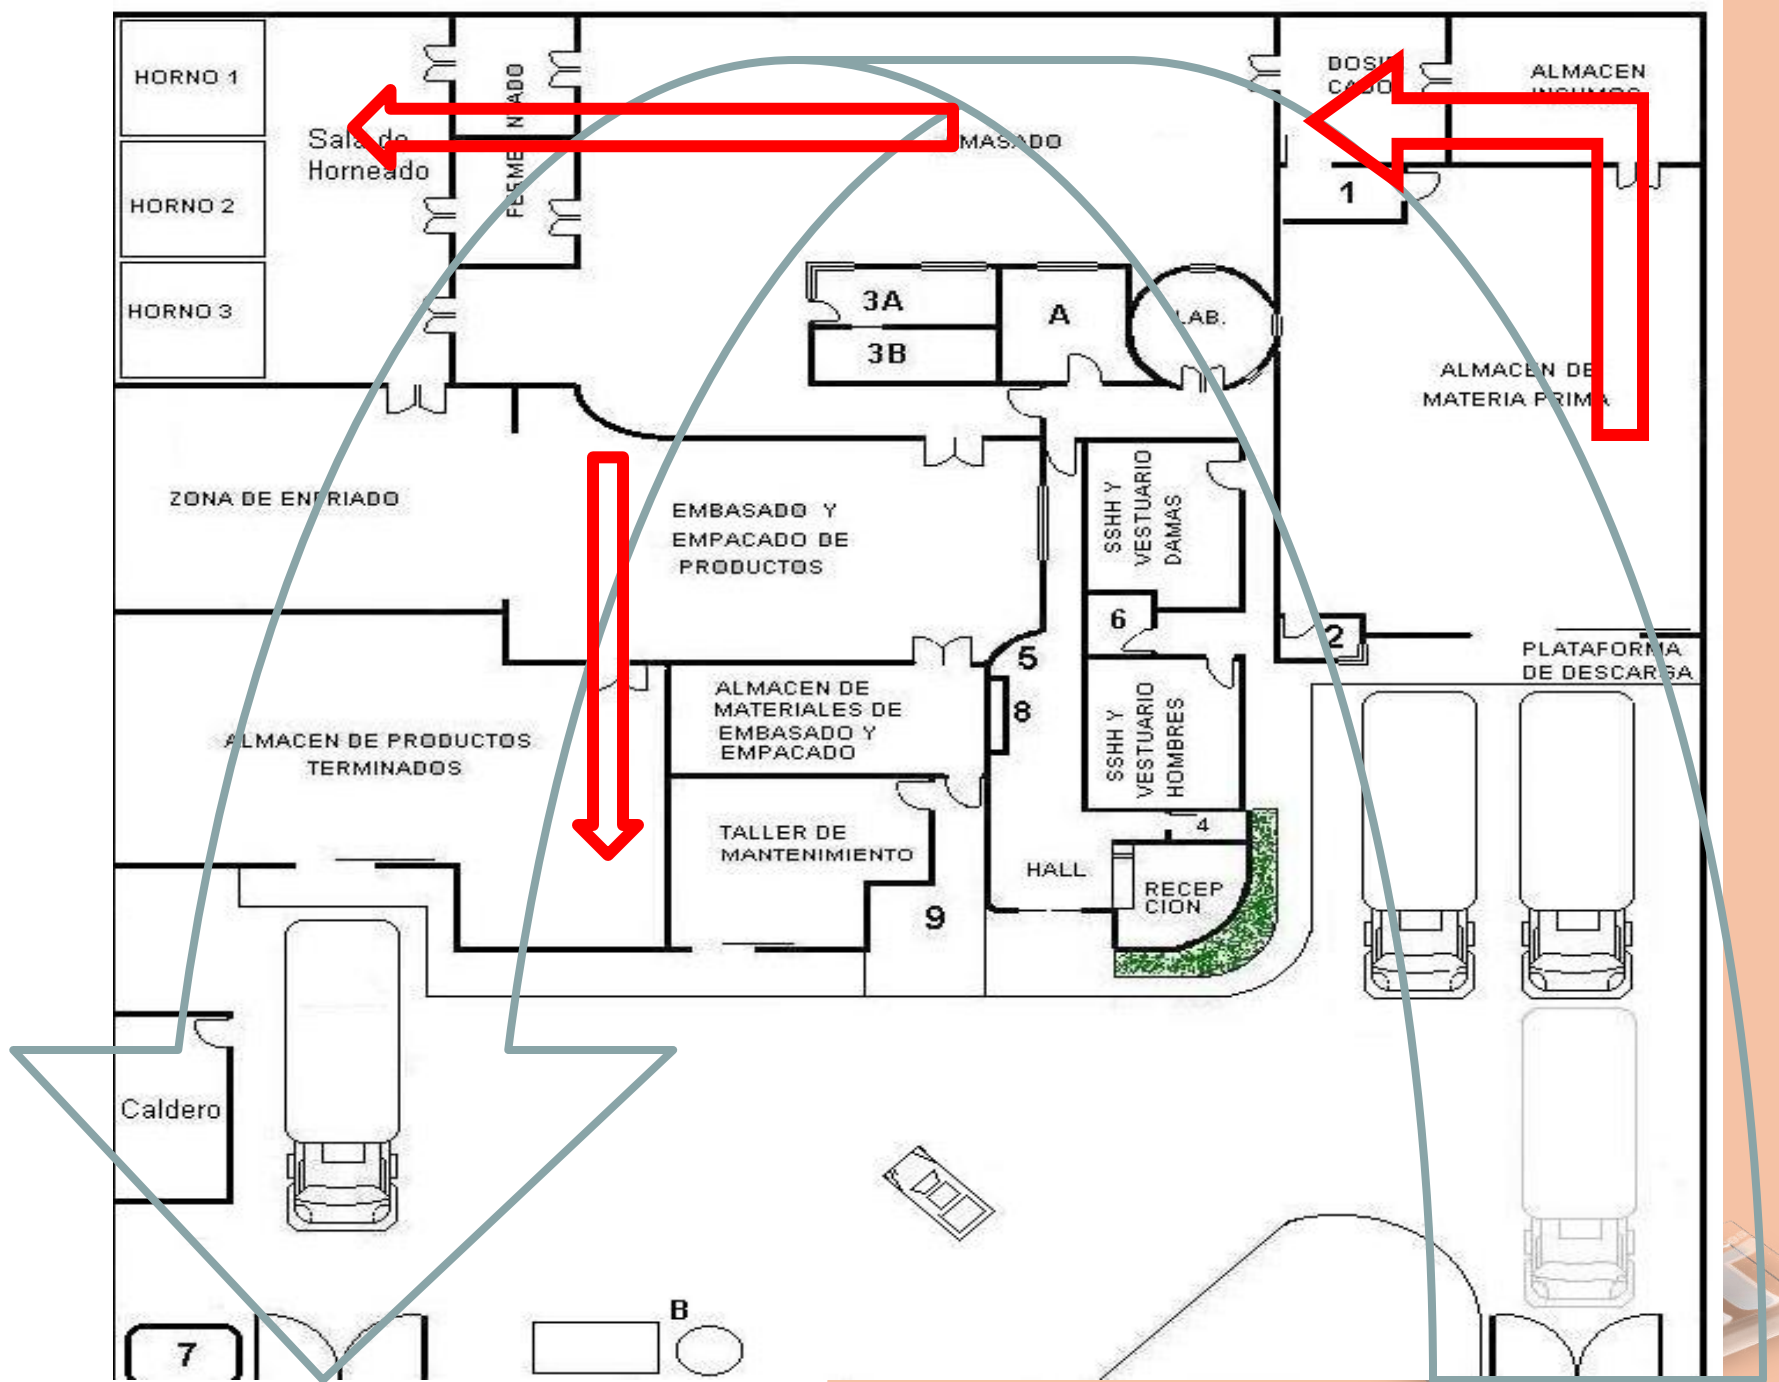 HORNO 1
HORNO 2
HORNO 3
Sala de
Horneado
MASADO
ALMACEN
1
3A
3B
A
LAB.
ALMACEN DE
MATERIA PRIMA
ZONA DE ENFRIADO
EMBASADO Y
EMPACADO DE
PRODUCTOS
SSHH Y
VESTUARIO
DAMAS
6
2
PLATAFORMA
DE DESCARGA
5
8
ALMACEN DE
MATERIALES DE
EMBASADO Y
EMPACADO
SSHH Y
VESTUARIO
HOMBRES
ALMACEN DE PRODUCTOS
TERMINADOS
TALLER DE
MANTENIMIENTO
4
HALL
RECEP
CION
9
Caldero
7
B